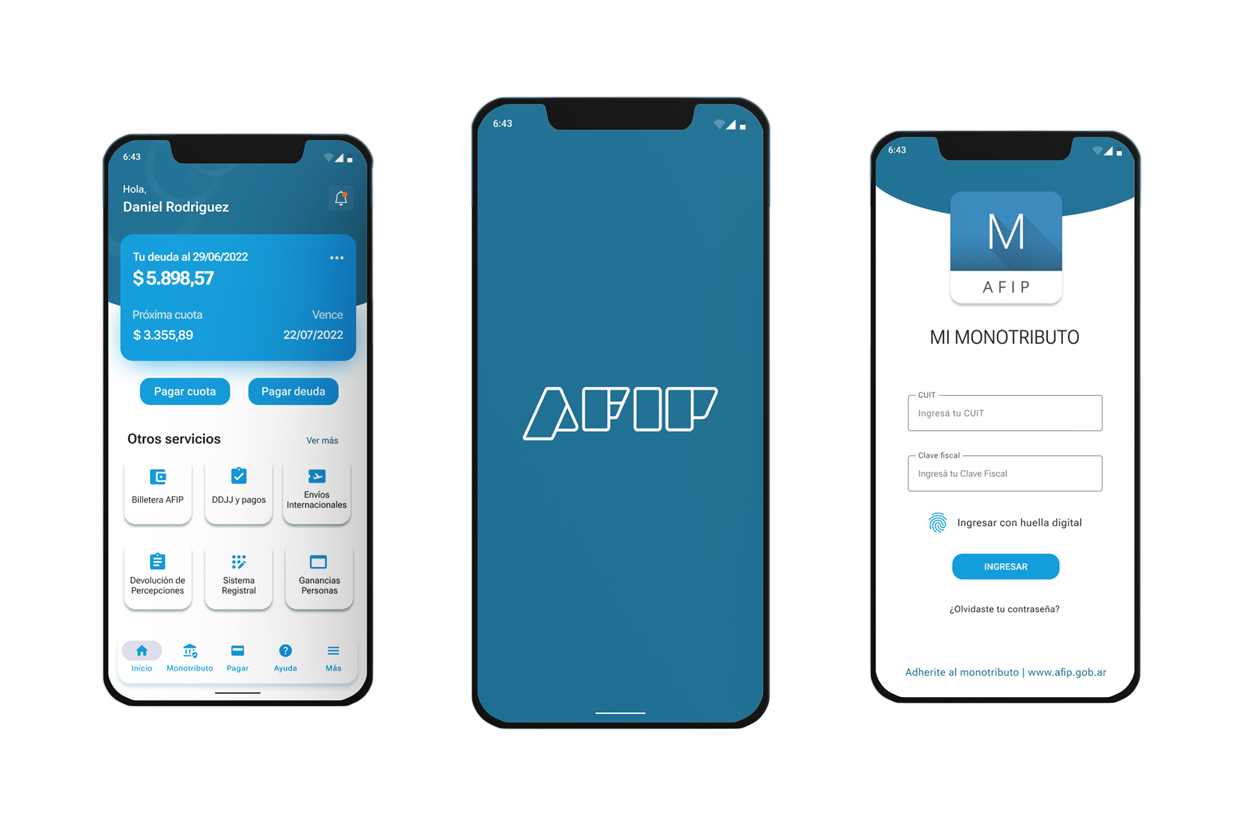 6:43
Hola,
Daniel Rodriguez
Tu deuda al 29/06/2022
$ 5.898,57
Próxima cuota
Vence
$ 3.355,89
22/07/2022
Pagar cuota
Pagar deuda
Otros servicios
Ver más
Billetera AFIP
DDJJ y pagos
Envíos
Internacionales
Devolución de
Percepciones
Sistema
Registral
Ganancias
Personas
Inicio
Monotributo
Pagar
Ayuda
Más
6:43
AFIP
6:43
M
AFIP
MI MONOTRIBUTO
CUIT
Ingresá tu CUIT
Clave fiscal
Ingresá tu Clave Fiscal
Ingresar con huella digital
INGRESAR
¿Olvidaste tu contraseña?
Adherite al monotributo | www.afip.gob.ar